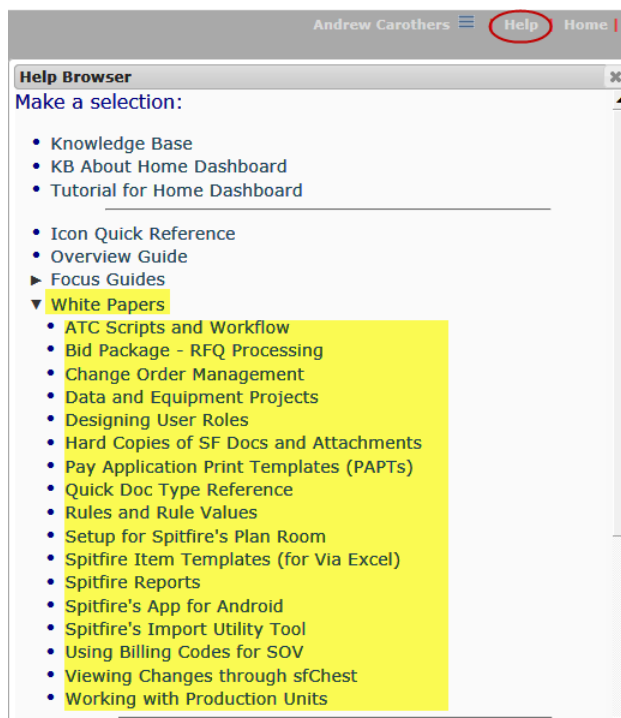 Andrew Carothers ☰ | Help | Home |
Help Browser
Make a selection:
• Knowledge Base
• KB About Home Dashboard
• Tutorial for Home Dashboard
• Icon Quick Reference
• Overview Guide
► Focus Guides
▼ White Papers
• ATC Scripts and Workflow
• Bid Package - RFQ Processing
• Change Order Management
• Data and Equipment Projects
• Designing User Roles
• Hard Copies of SF Docs and Attachments
• Pay Application Print Templates (PAPTs)
• Quick Doc Type Reference
• Rules and Rule Values
• Setup for Spitfire's Plan Room
• Spitfire Item Templates (for Via Excel)
• Spitfire Reports
• Spitfire's App for Android
• Spitfire's Import Utility Tool
• Using Billing Codes for SOV
• Viewing Changes through sfChest
• Working with Production Units